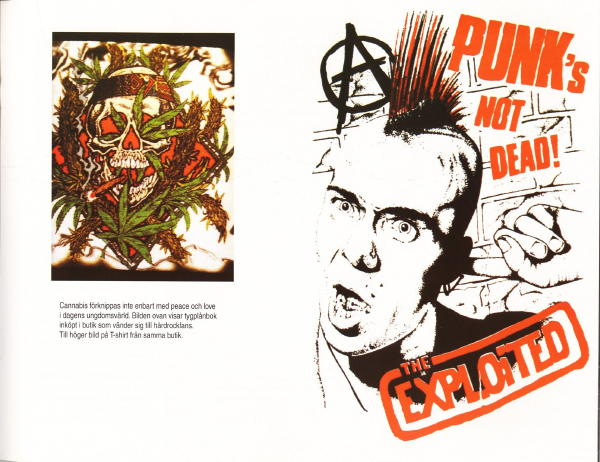 Cannabis förknippas inte enbart med peace och love
i dagens ungdomsvärld. Bilden ovan visar tygplånbok
inköpt i butik som vänder sig till hårdrockfans.
Till höger bild på T-shirt från samma butik.
A
PUNK's
NOT
DEAD!
THE
EXPLOITED